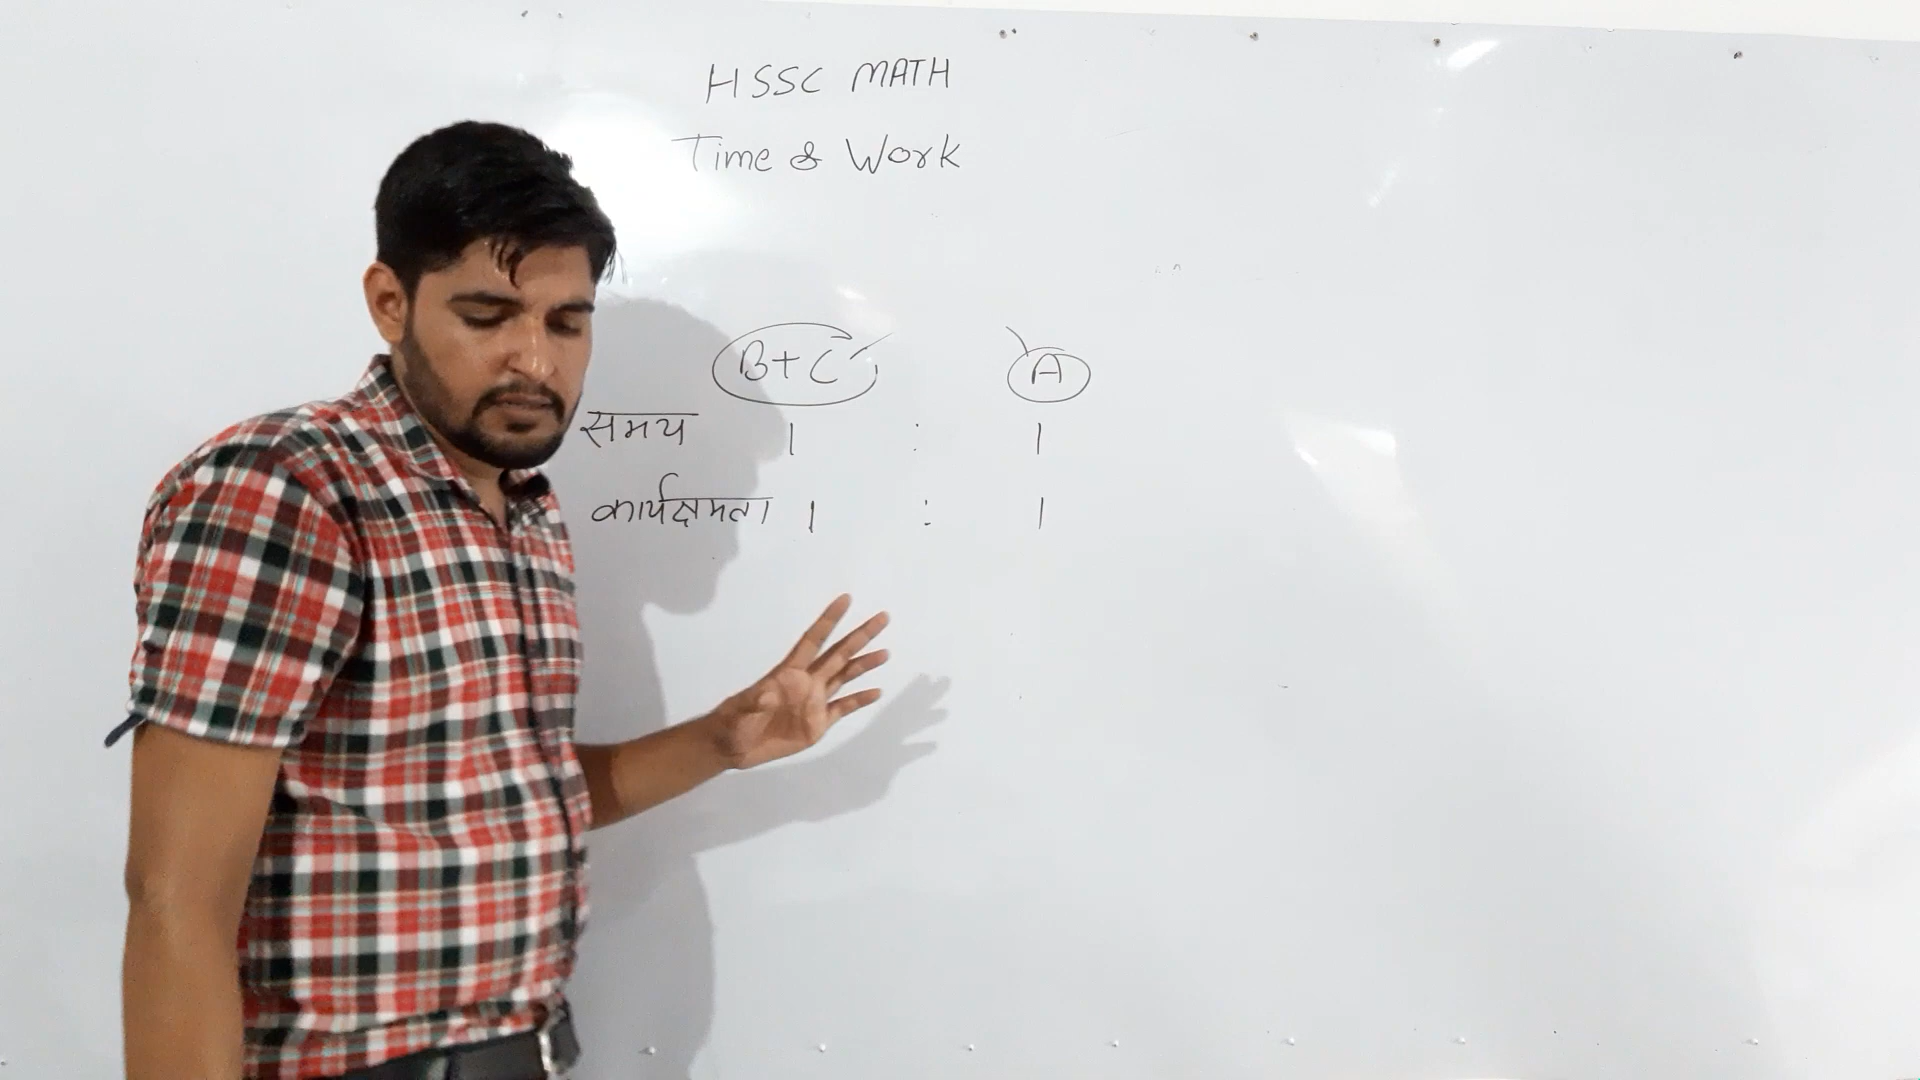 HSSC MATH
Time & Work
B+C A
समय 1 : 1
कार्यक्षमता 1 : 1